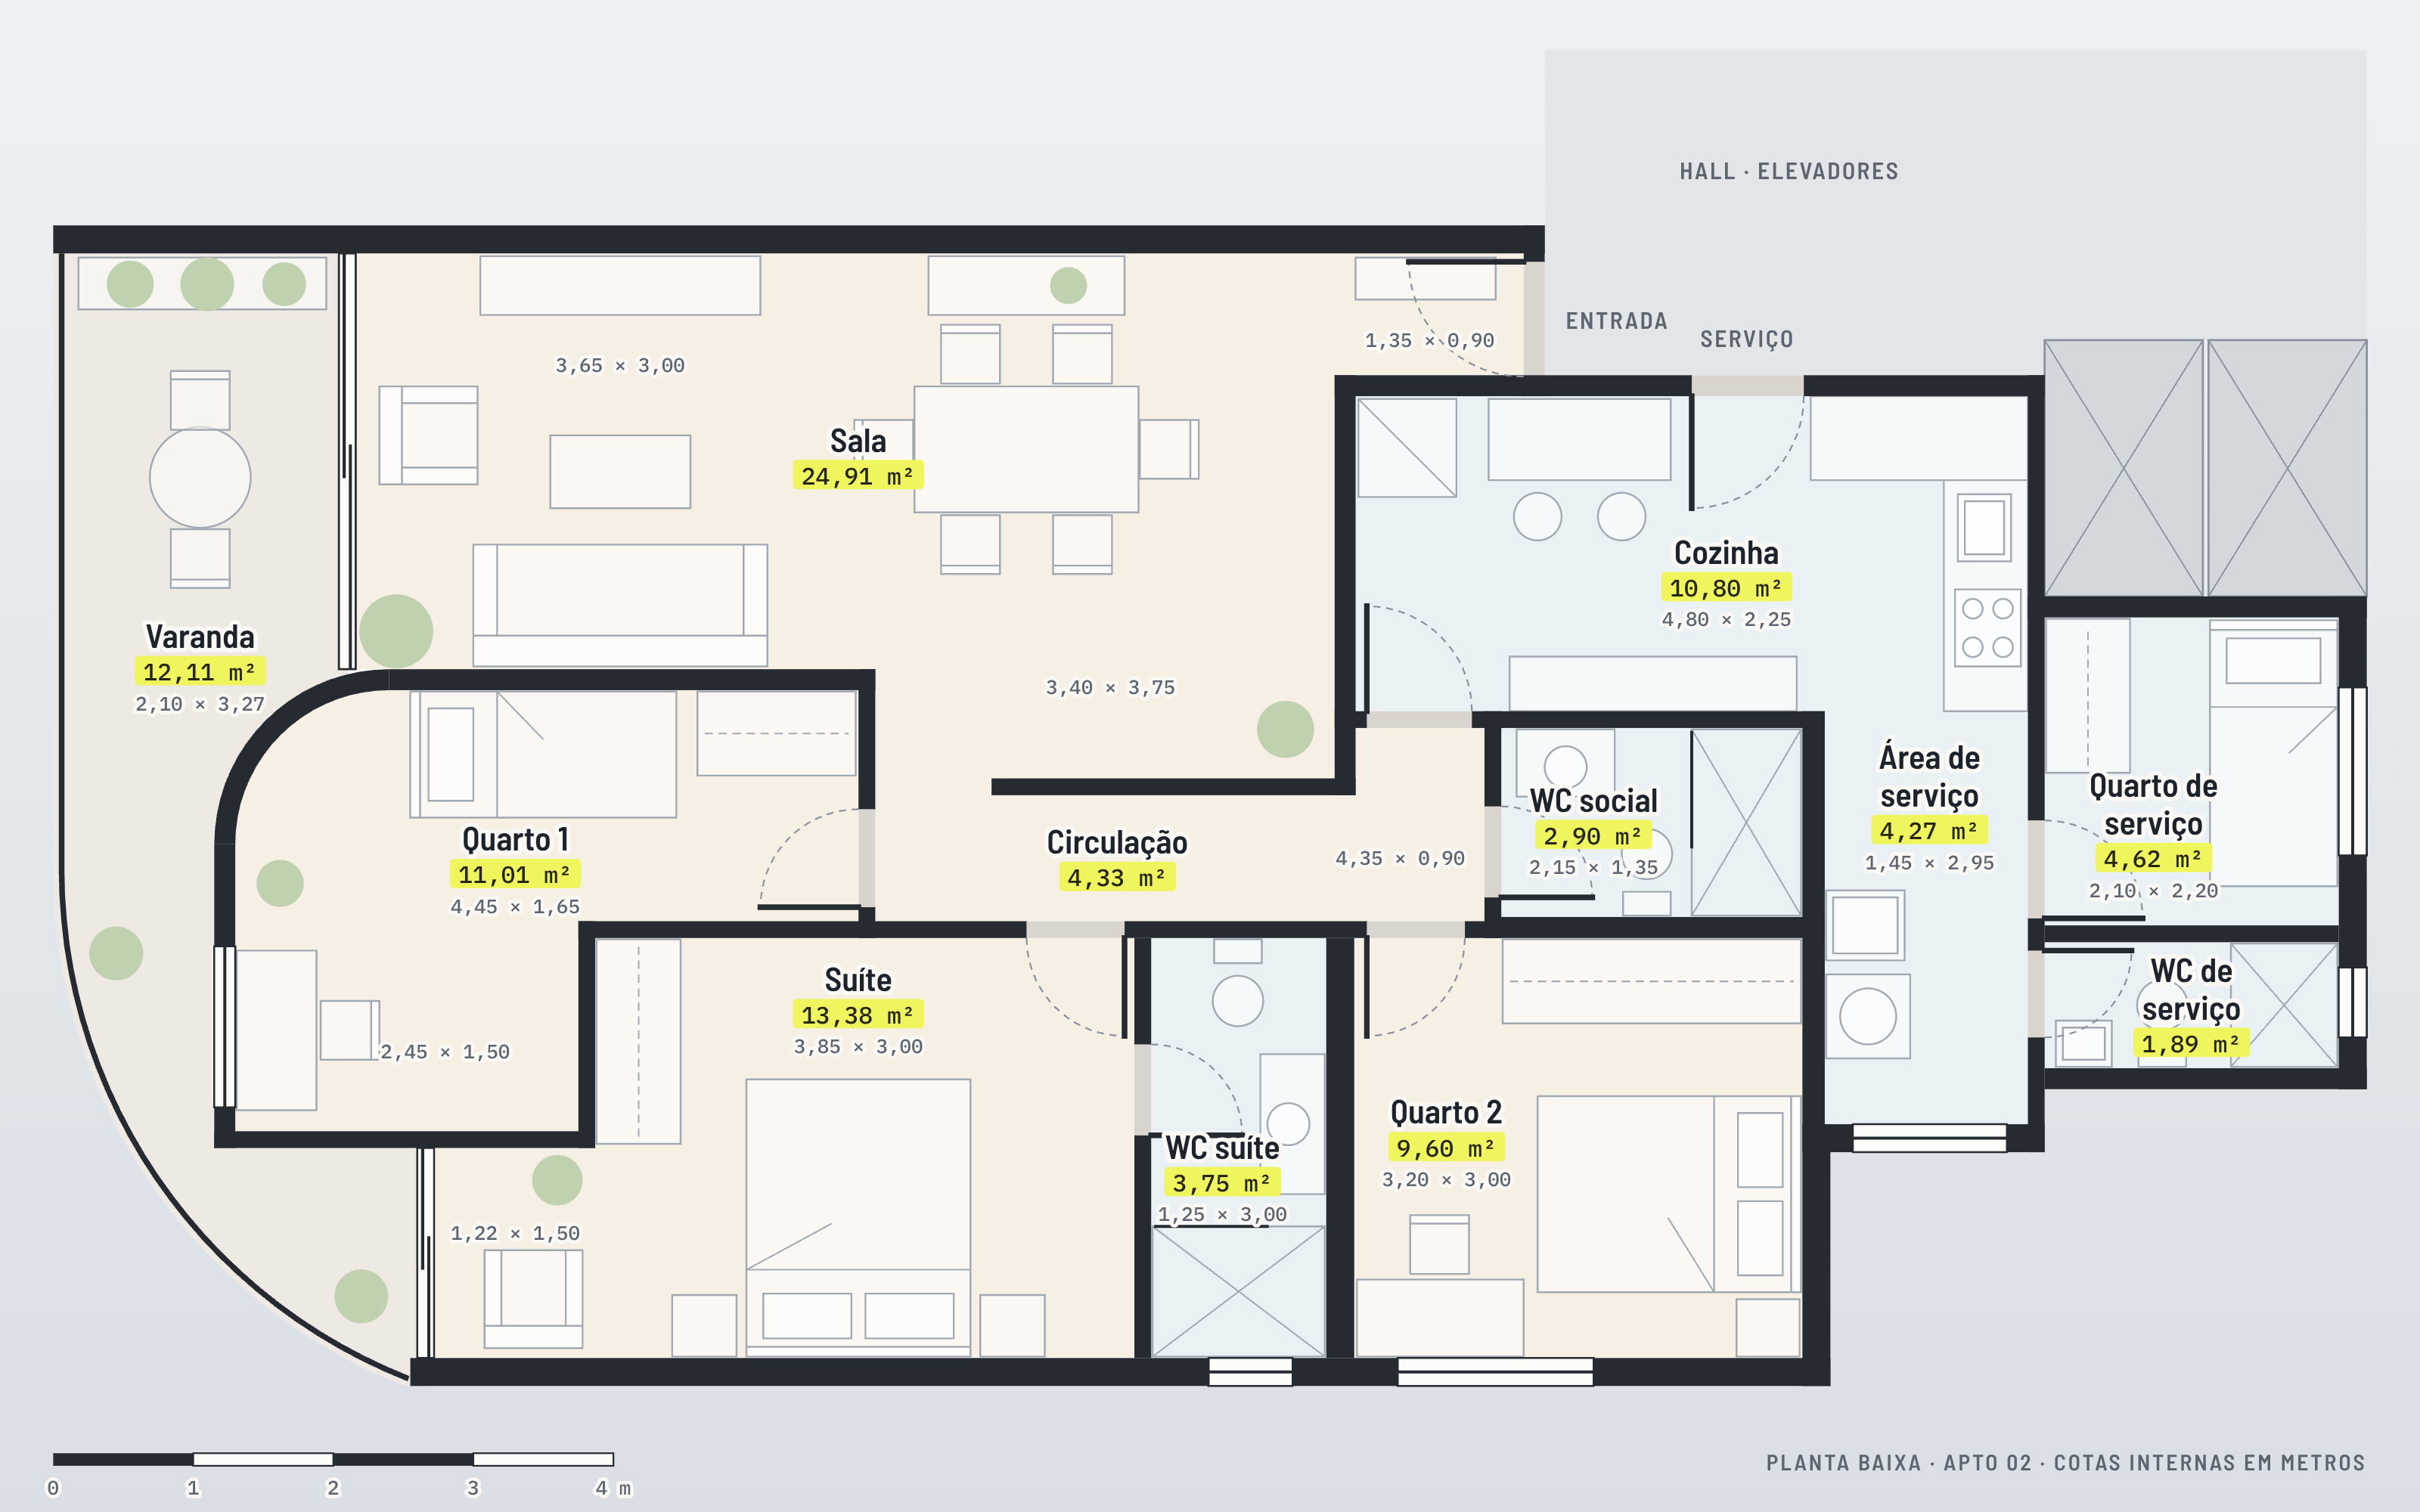 HALL · ELEVADORES
ENTRADA
SERVIÇO
1,35 × 0,90
3,65 × 3,00
Sala
24,91 m²
Cozinha
10,80 m²
4,80 × 2,25
Varanda
12,11 m²
2,10 × 3,27
3,40 × 3,75
Quarto 1
11,01 m²
4,45 × 1,65
2,45 × 1,50
Circulação
4,33 m²
4,35 × 0,90
WC social
2,90 m²
2,15 × 1,35
Área de
serviço
4,27 m²
1,45 × 2,95
Quarto de
serviço
4,62 m²
2,10 × 2,20
WC de
serviço
1,89 m²
Suíte
13,38 m²
3,85 × 3,00
1,22 × 1,50
WC suíte
3,75 m²
1,25 × 3,00
Quarto 2
9,60 m²
3,20 × 3,00
0 1 2 3 4 m
PLANTA BAIXA · APTO 02 · COTAS INTERNAS EM METROS